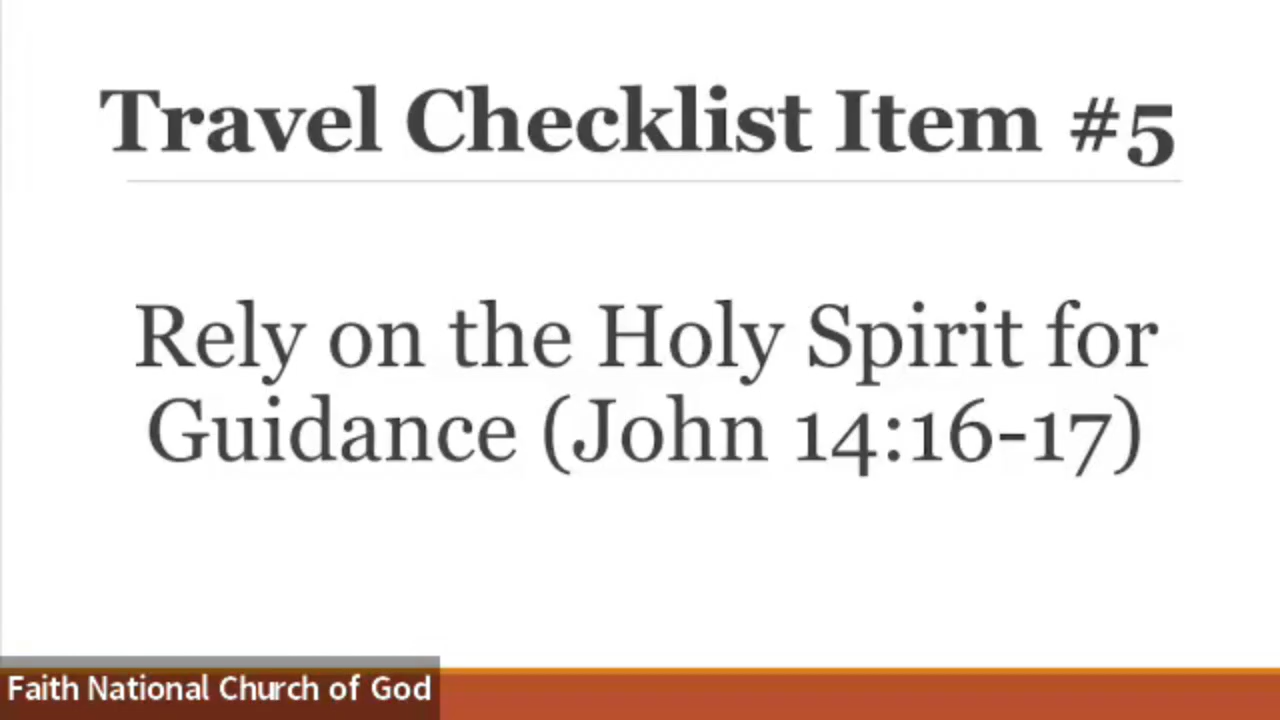 Travel Checklist Item #5
Rely on the Holy Spirit for
Guidance (John 14:16-17)
Faith National Church of God